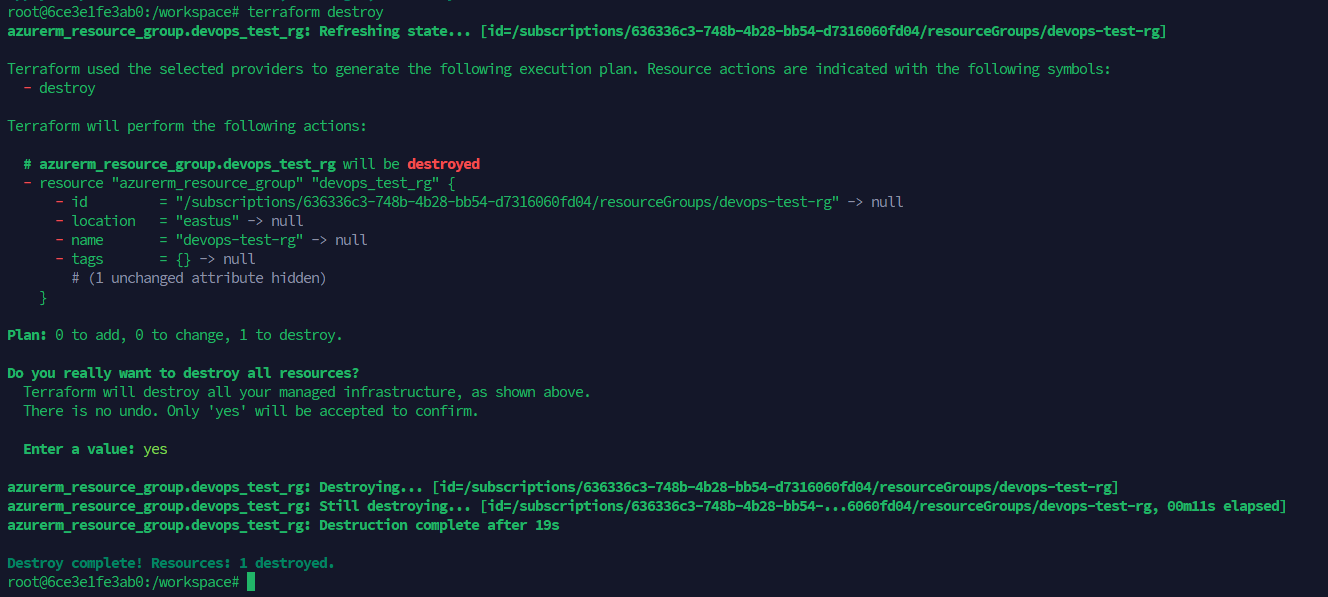 root@6ce3e1fe3ab0:/workspace# terraform destroy
azurerm_resource_group.devops_test_rg: Refreshing state... [id=/subscriptions/636336c3-748b-4b28-bb54-d7316060fd04/resourceGroups/devops-test-rg]
Terraform used the selected providers to generate the following execution plan. Resource actions are indicated with the following symbols:
  - destroy
Terraform will perform the following actions:
  # azurerm_resource_group.devops_test_rg will be destroyed
  - resource "azurerm_resource_group" "devops_test_rg" {
      - id         = "/subscriptions/636336c3-748b-4b28-bb54-d7316060fd04/resourceGroups/devops-test-rg" -> null
      - location   = "eastus" -> null
      - name       = "devops-test-rg" -> null
      - tags       = {} -> null
        # (1 unchanged attribute hidden)
    }
Plan: 0 to add, 0 to change, 1 to destroy.
Do you really want to destroy all resources?
  Terraform will destroy all your managed infrastructure, as shown above.
  There is no undo. Only 'yes' will be accepted to confirm.
  Enter a value: yes
azurerm_resource_group.devops_test_rg: Destroying... [id=/subscriptions/636336c3-748b-4b28-bb54-d7316060fd04/resourceGroups/devops-test-rg]
azurerm_resource_group.devops_test_rg: Still destroying... [id=/subscriptions/636336c3-748b-4b28-bb54-...6060fd04/resourceGroups/devops-test-rg, 00m11s elapsed]
azurerm_resource_group.devops_test_rg: Destruction complete after 19s
Destroy complete! Resources: 1 destroyed.
root@6ce3e1fe3ab0:/workspace#